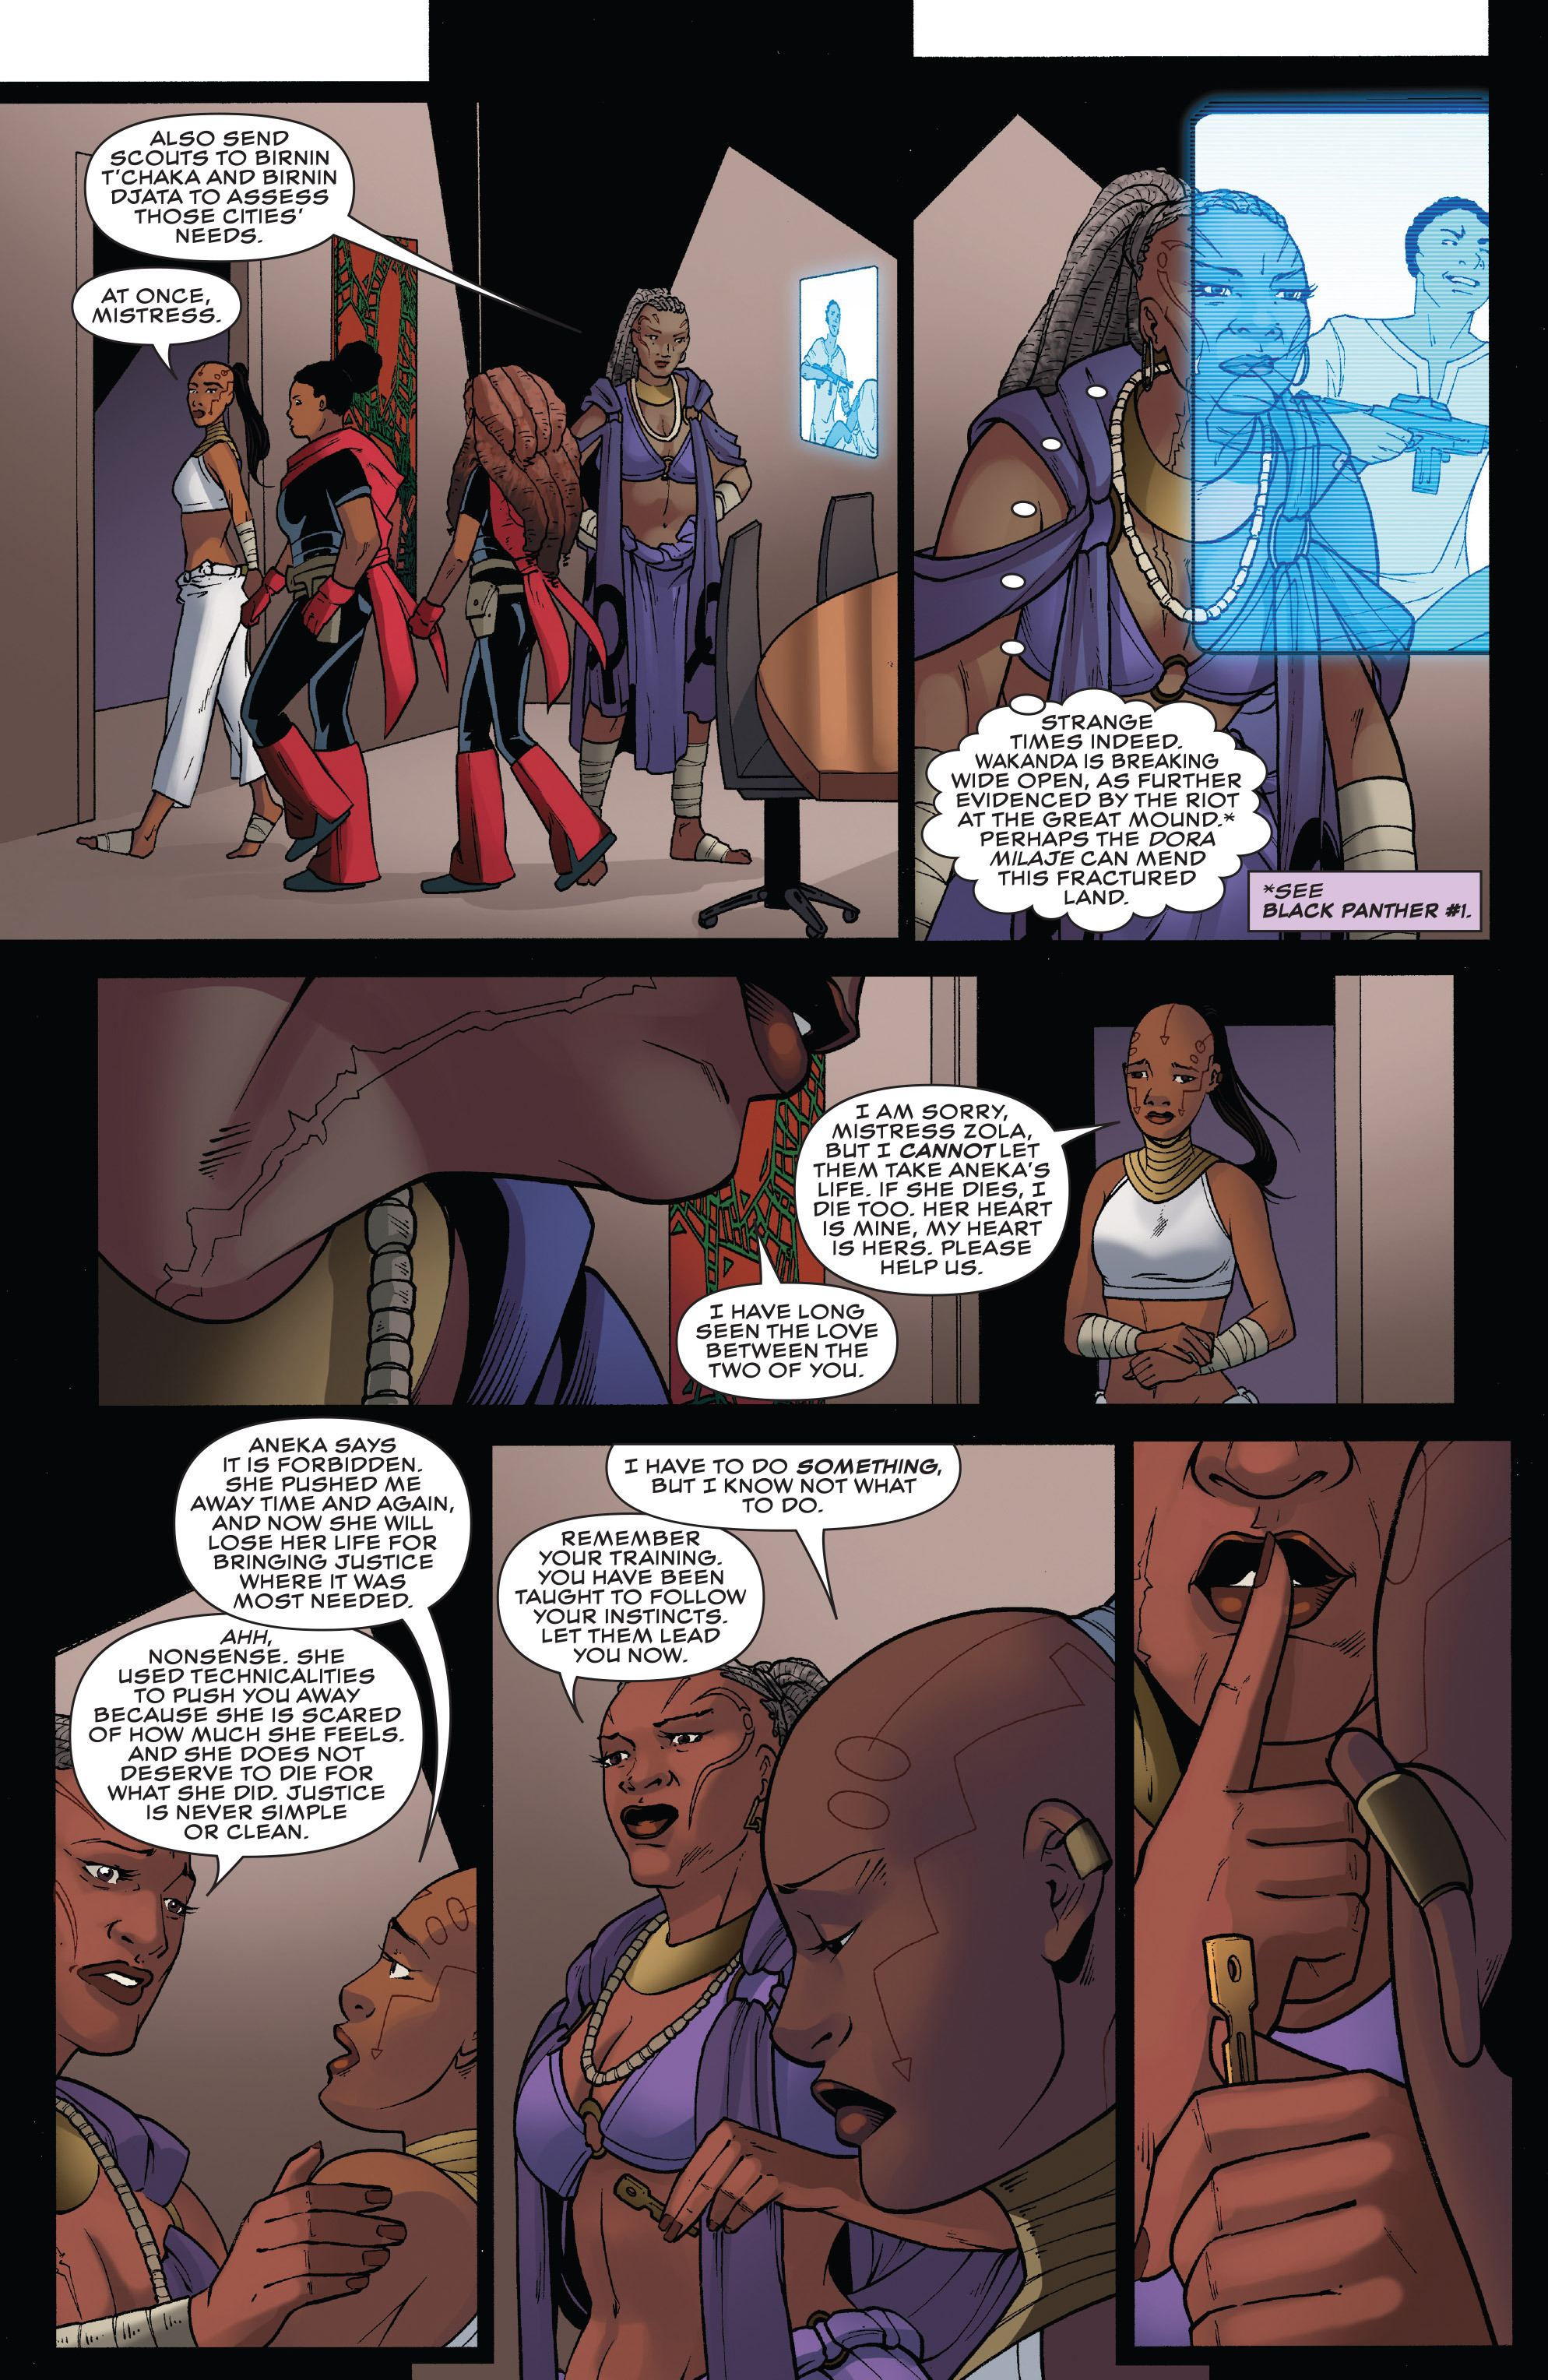 ALSO SEND
SCOUTS TO BIRNIN
T'CHAKA AND BIRNIN
DJATA TO ASSESS
THOSE CITIES'
NEEDS.
AT ONCE,
MISTRESS.
STRANGE
TIMES INDEED.
WAKANDA IS BREAKING
WIDE OPEN, AS FURTHER
EVIDENCED BY THE RIOT
AT THE GREAT MOUND.*
PERHAPS THE DORA
MILAJE CAN MEND
THIS FRACTURED
LAND.
*SEE
BLACK PANTHER #1.
I AM SORRY,
MISTRESS ZOLA,
BUT I CANNOT LET
THEM TAKE ANEKA'S
LIFE. IF SHE DIES, I
DIE TOO. HER HEART
IS MINE, MY HEART
IS HERS. PLEASE
HELP US.
I HAVE LONG
SEEN THE LOVE
BETWEEN THE
TWO OF YOU.
ANEKA SAYS
IT IS FORBIDDEN.
SHE PUSHED ME
AWAY TIME AND AGAIN,
AND NOW SHE WILL
LOSE HER LIFE FOR
BRINGING JUSTICE
WHERE IT WAS
MOST NEEDED.
AHH,
NONSENSE. SHE
USED TECHNICALITIES
TO PUSH YOU AWAY
BECAUSE SHE IS SCARED
OF HOW MUCH SHE FEELS.
AND SHE DOES NOT
DESERVE TO DIE FOR
WHAT SHE DID. JUSTICE
IS NEVER SIMPLE
OR CLEAN.
I HAVE TO DO SOMETHING,
BUT I KNOW NOT WHAT
TO DO.
REMEMBER
YOUR TRAINING.
YOU HAVE BEEN
TAUGHT TO FOLLOW
YOUR INSTINCTS.
LET THEM LEAD
YOU NOW.